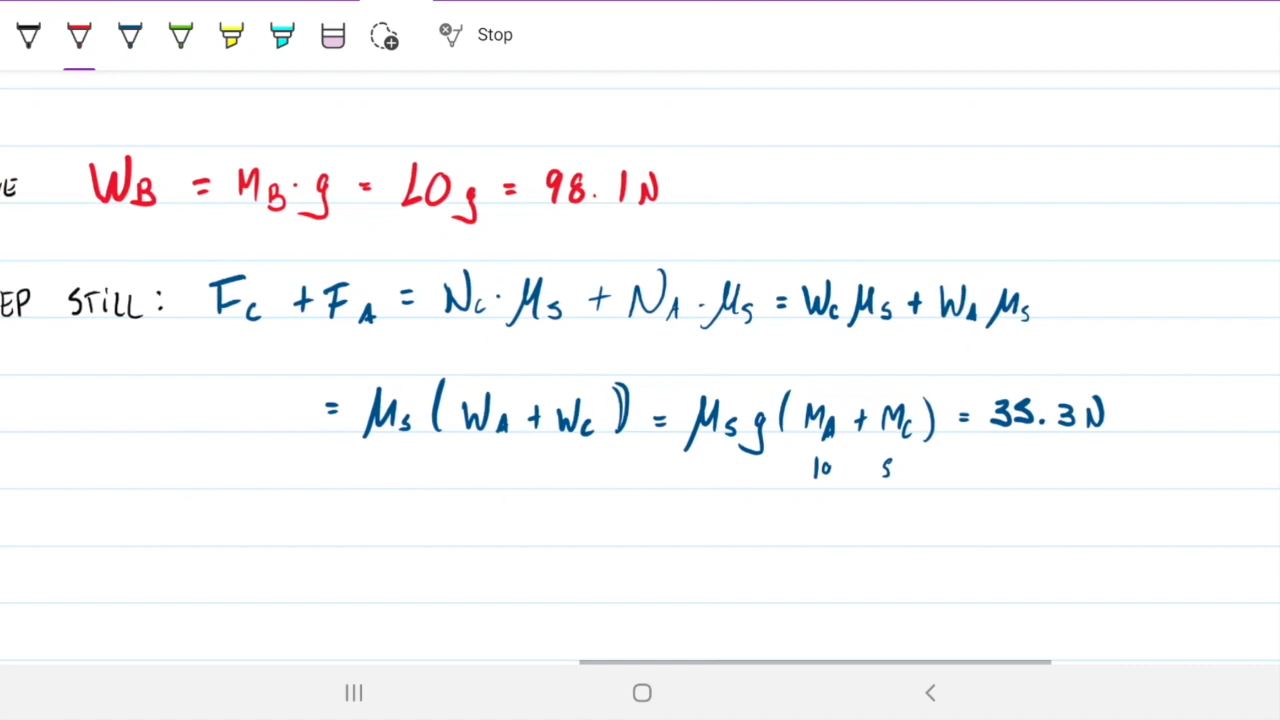 Stop
E W_B = M_B · g = 10g = 98.1 N
EP STILL: F_C + F_A = N_C · μ_S + N_A · μ_S = W_C μ_S + W_A μ_S
= μ_S (W_A + W_C) = μ_S g (M_A + M_C) = 35.3 N
10 5